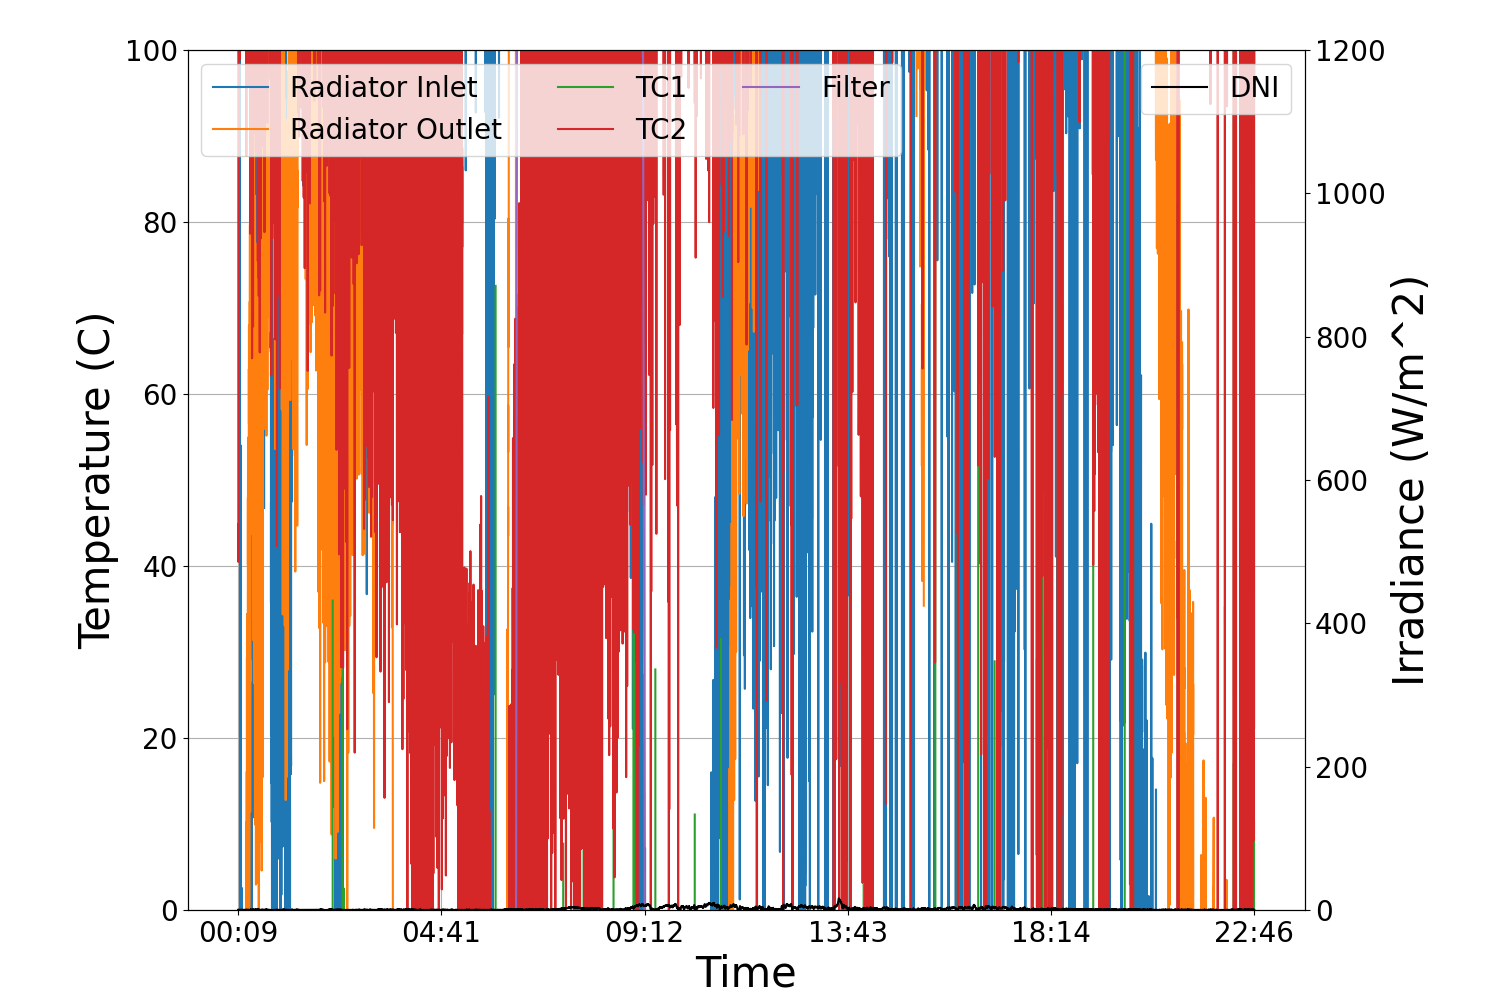 100
80
60
40
20
0
Temperature (C)
Radiator Inlet
Radiator Outlet
TC1
TC2
Filter
DNI
1200
1000
800
600
400
200
0
Irradiance (W/m^2)
00:09 04:41 09:12 13:43 18:14 22:46
Time